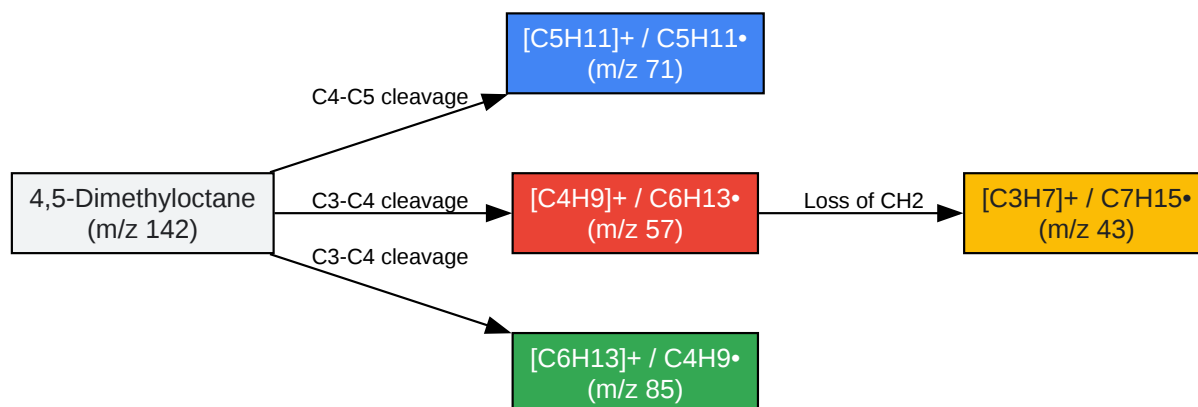 [C5H11]+ / C5H11•
(m/z 71)
C4-C5 cleavage
4,5-Dimethyloctane
(m/z 142)
C3-C4 cleavage
[C4H9]+ / C6H13•
(m/z 57)
Loss of CH2
[C3H7]+ / C7H15•
(m/z 43)
C3-C4 cleavage
[C6H13]+ / C4H9•
(m/z 85)